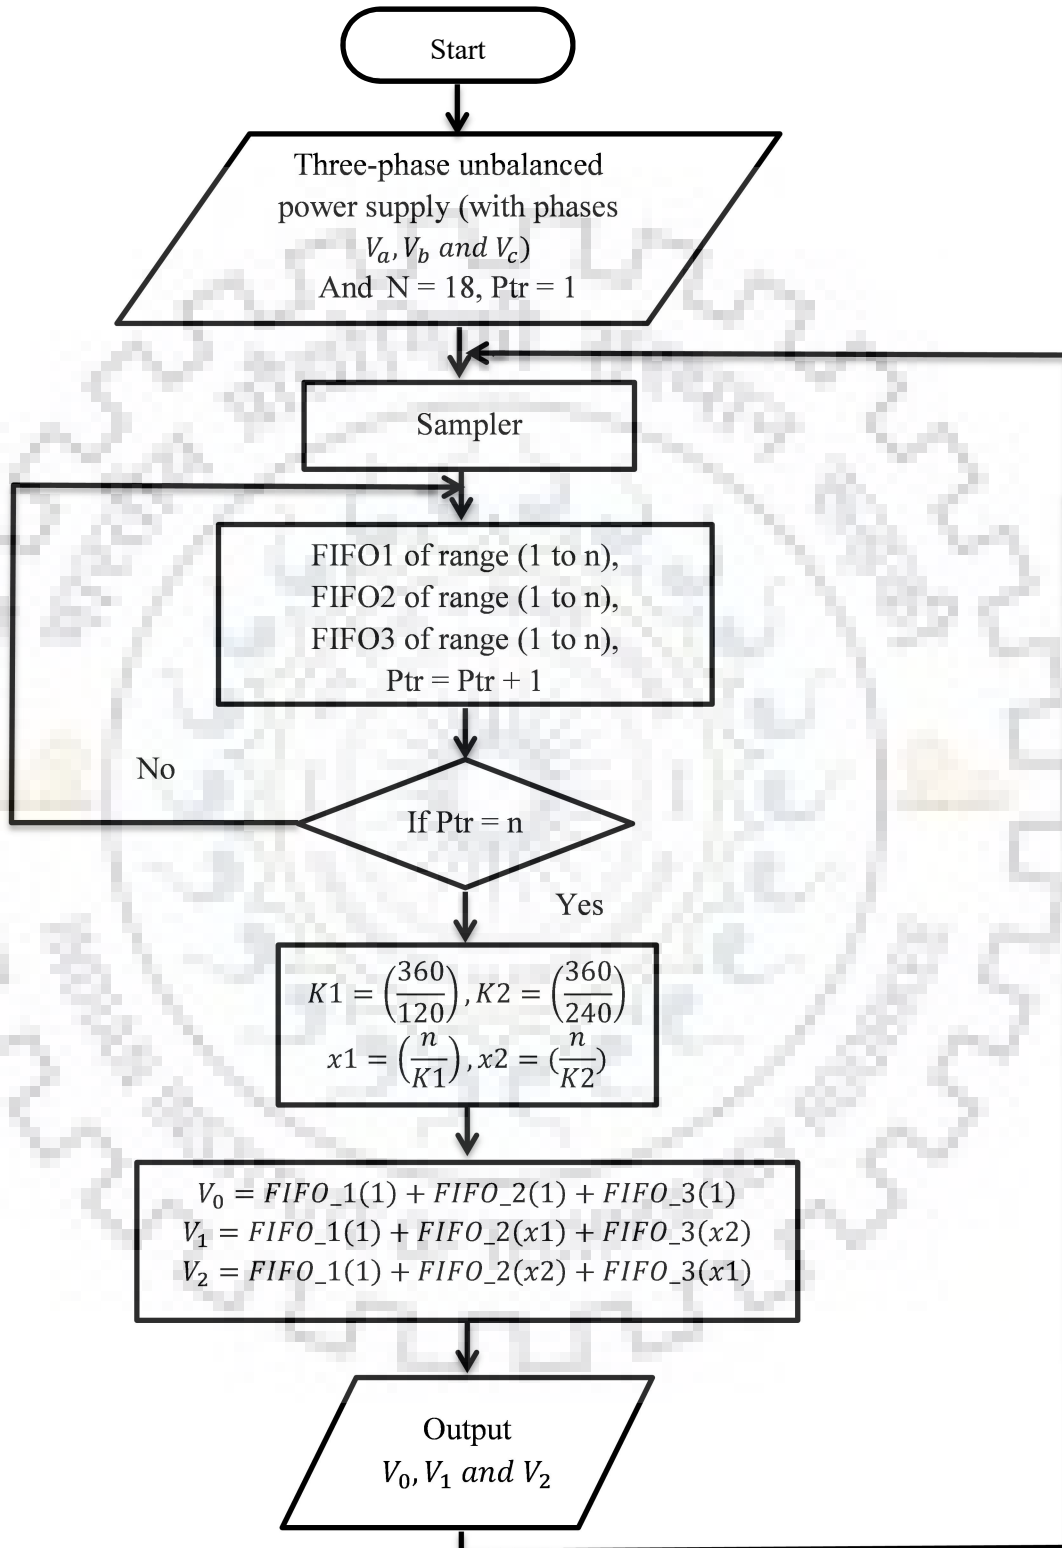 Start
Three-phase unbalanced
power supply (with phases
V_a, V_b and V_c)
And N = 18, Ptr = 1
Sampler
FIFO1 of range (1 to n),
FIFO2 of range (1 to n),
FIFO3 of range (1 to n),
Ptr = Ptr + 1
No
If Ptr = n
Yes
K1 = (360/120), K2 = (360/240)
x1 = (n/K1), x2 = (n/K2)
V_0 = FIFO_1(1) + FIFO_2(1) + FIFO_3(1)
V_1 = FIFO_1(1) + FIFO_2(x1) + FIFO_3(x2)
V_2 = FIFO_1(1) + FIFO_2(x2) + FIFO_3(x1)
Output
V_0, V_1 and V_2